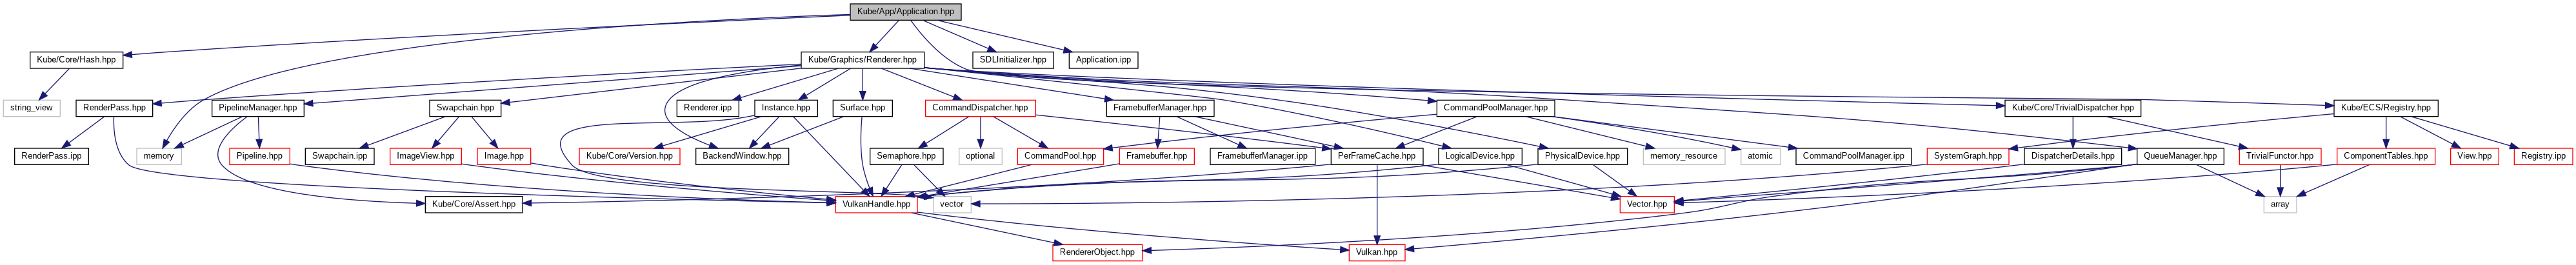 Kube/App/Application.hpp
Kube/Core/Hash.hpp
Kube/Graphics/Renderer.hpp
SDLInitializer.hpp
Application.ipp
string_view
RenderPass.hpp
PipelineManager.hpp
Swapchain.hpp
Renderer.ipp
Instance.hpp
Surface.hpp
CommandDispatcher.hpp
FramebufferManager.hpp
CommandPoolManager.hpp
Kube/Core/TrivialDispatcher.hpp
Kube/ECS/Registry.hpp
RenderPass.ipp
memory
Pipeline.hpp
Swapchain.ipp
ImageView.hpp
Image.hpp
Kube/Core/Version.hpp
BackendWindow.hpp
Semaphore.hpp
optional
CommandPool.hpp
Framebuffer.hpp
FramebufferManager.ipp
PerFrameCache.hpp
LogicalDevice.hpp
PhysicalDevice.hpp
memory_resource
atomic
CommandPoolManager.ipp
SystemGraph.hpp
DispatcherDetails.hpp
QueueManager.hpp
TrivialFunctor.hpp
ComponentTables.hpp
View.hpp
Registry.ipp
Kube/Core/Assert.hpp
VulkanHandle.hpp
vector
Vector.hpp
array
RendererObject.hpp
Vulkan.hpp